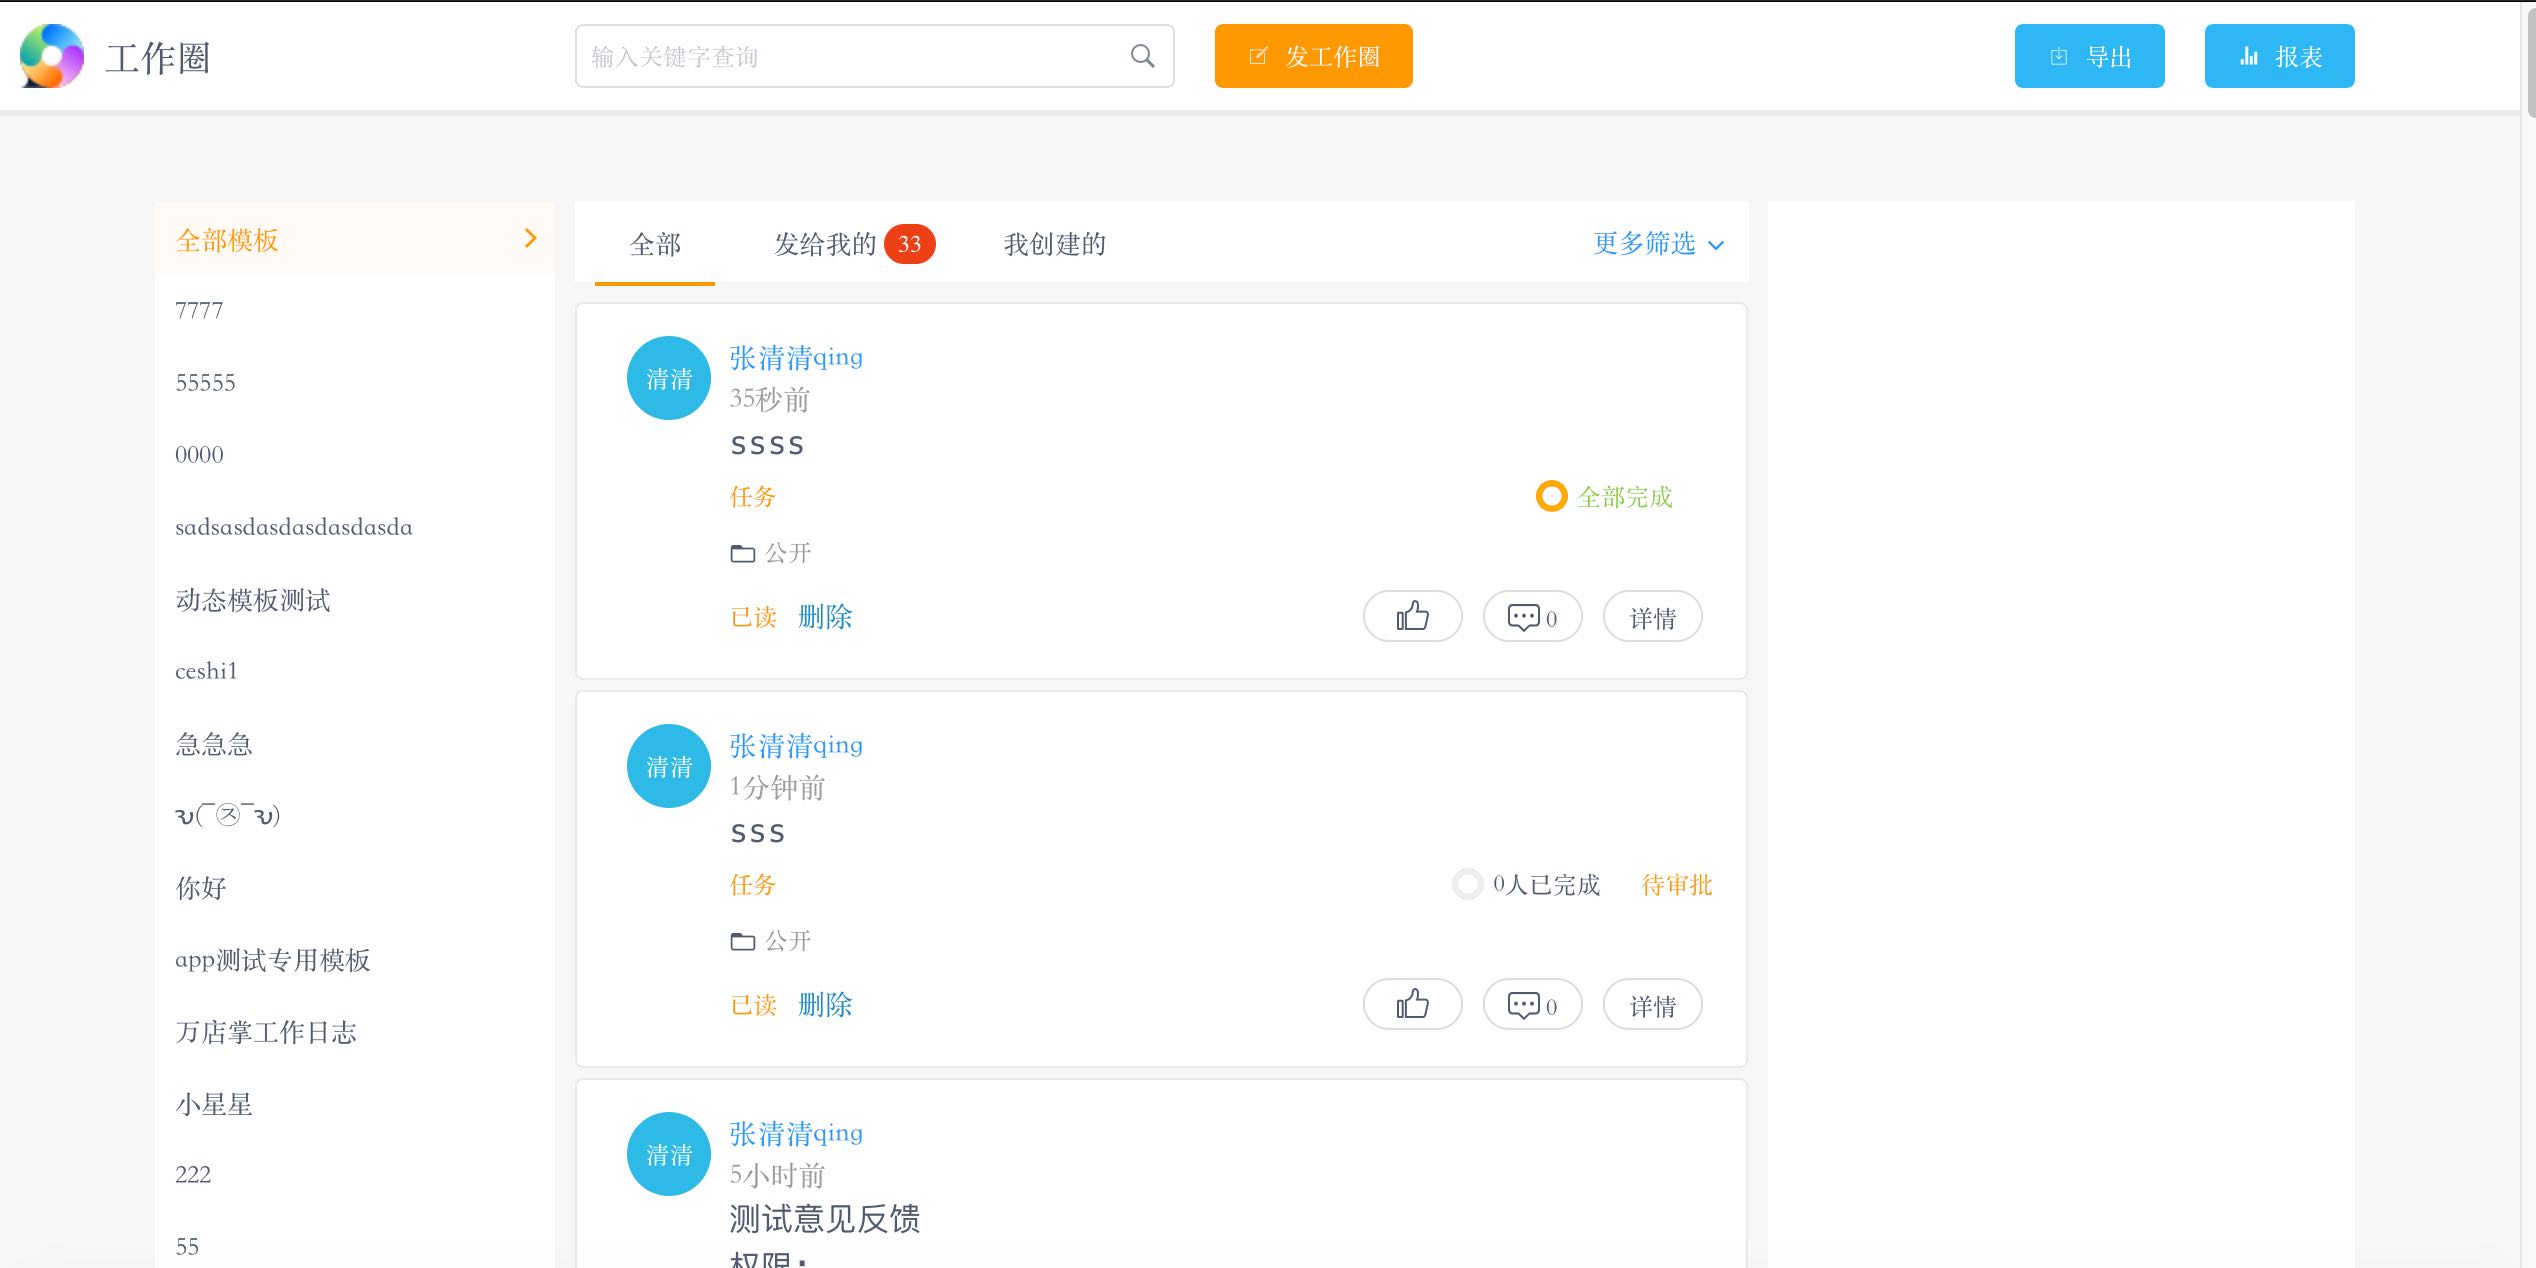 工作圈
输入关键字查询
发工作圈
导出
报表
全部模板
7777
55555
0000
sadsasdasdasdasdasda
动态模板测试
ceshi1
急急急
你好
app测试专用模板
万店掌工作日志
小星星
222
55
全部
发给我的 33
我创建的
更多筛选
清清
张清清qing
35秒前
ssss
任务
全部完成
公开
已读 删除
0
详情
清清
张清清qing
1分钟前
sss
任务
0人已完成 待审批
公开
已读 删除
0
详情
清清
张清清qing
5小时前
测试意见反馈
权限：